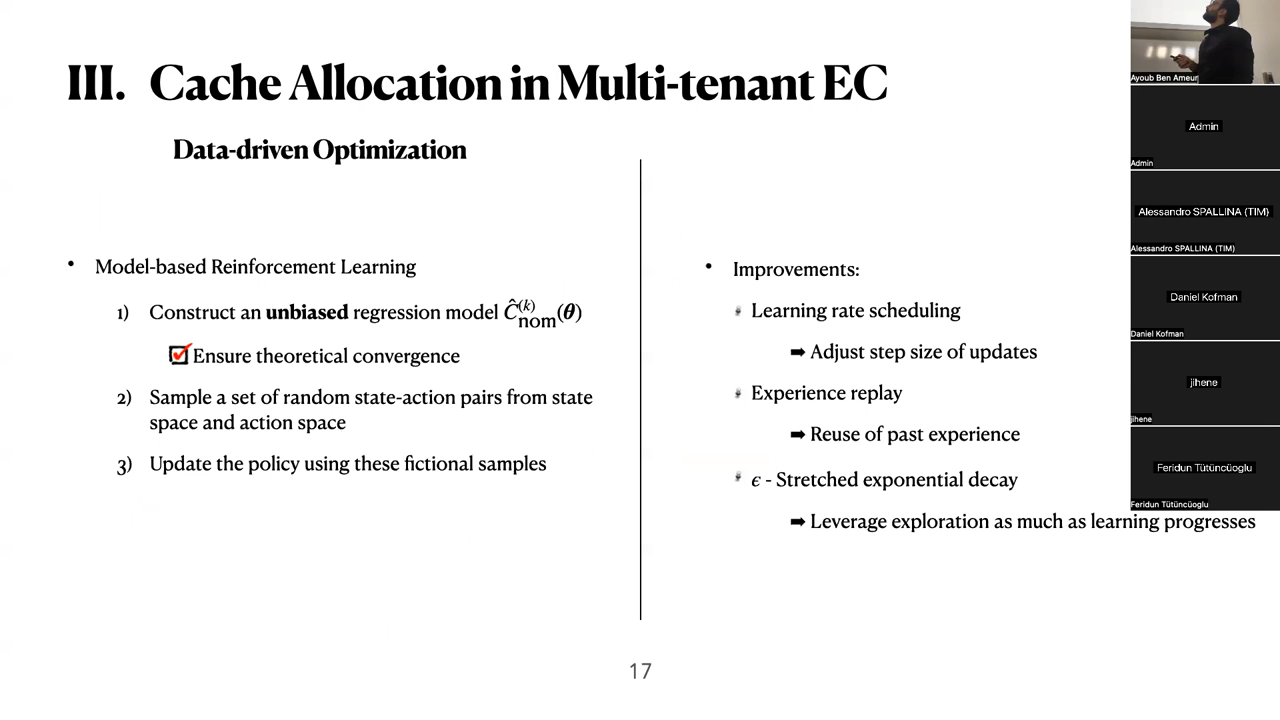 III. Cache Allocation in Multi-tenant EC
Data-driven Optimization
• Model-based Reinforcement Learning
1) Construct an unbiased regression model Ĉ_nom^(k)(θ)
Ensure theoretical convergence
2) Sample a set of random state-action pairs from state
space and action space
3) Update the policy using these fictional samples
• Improvements:
Learning rate scheduling
➡ Adjust step size of updates
Experience replay
➡ Reuse of past experience
ϵ - Stretched exponential decay
➡ Leverage exploration as much as learning progresses
17
Ayoub Ben Ameur
Admin
Admin
Alessandro SPALLINA (TIM)
Alessandro SPALLINA (TIM)
Daniel Kofman
Daniel Kofman
jihene
jihene
Feridun Tütüncüoglu
Feridun Tütüncüoglu